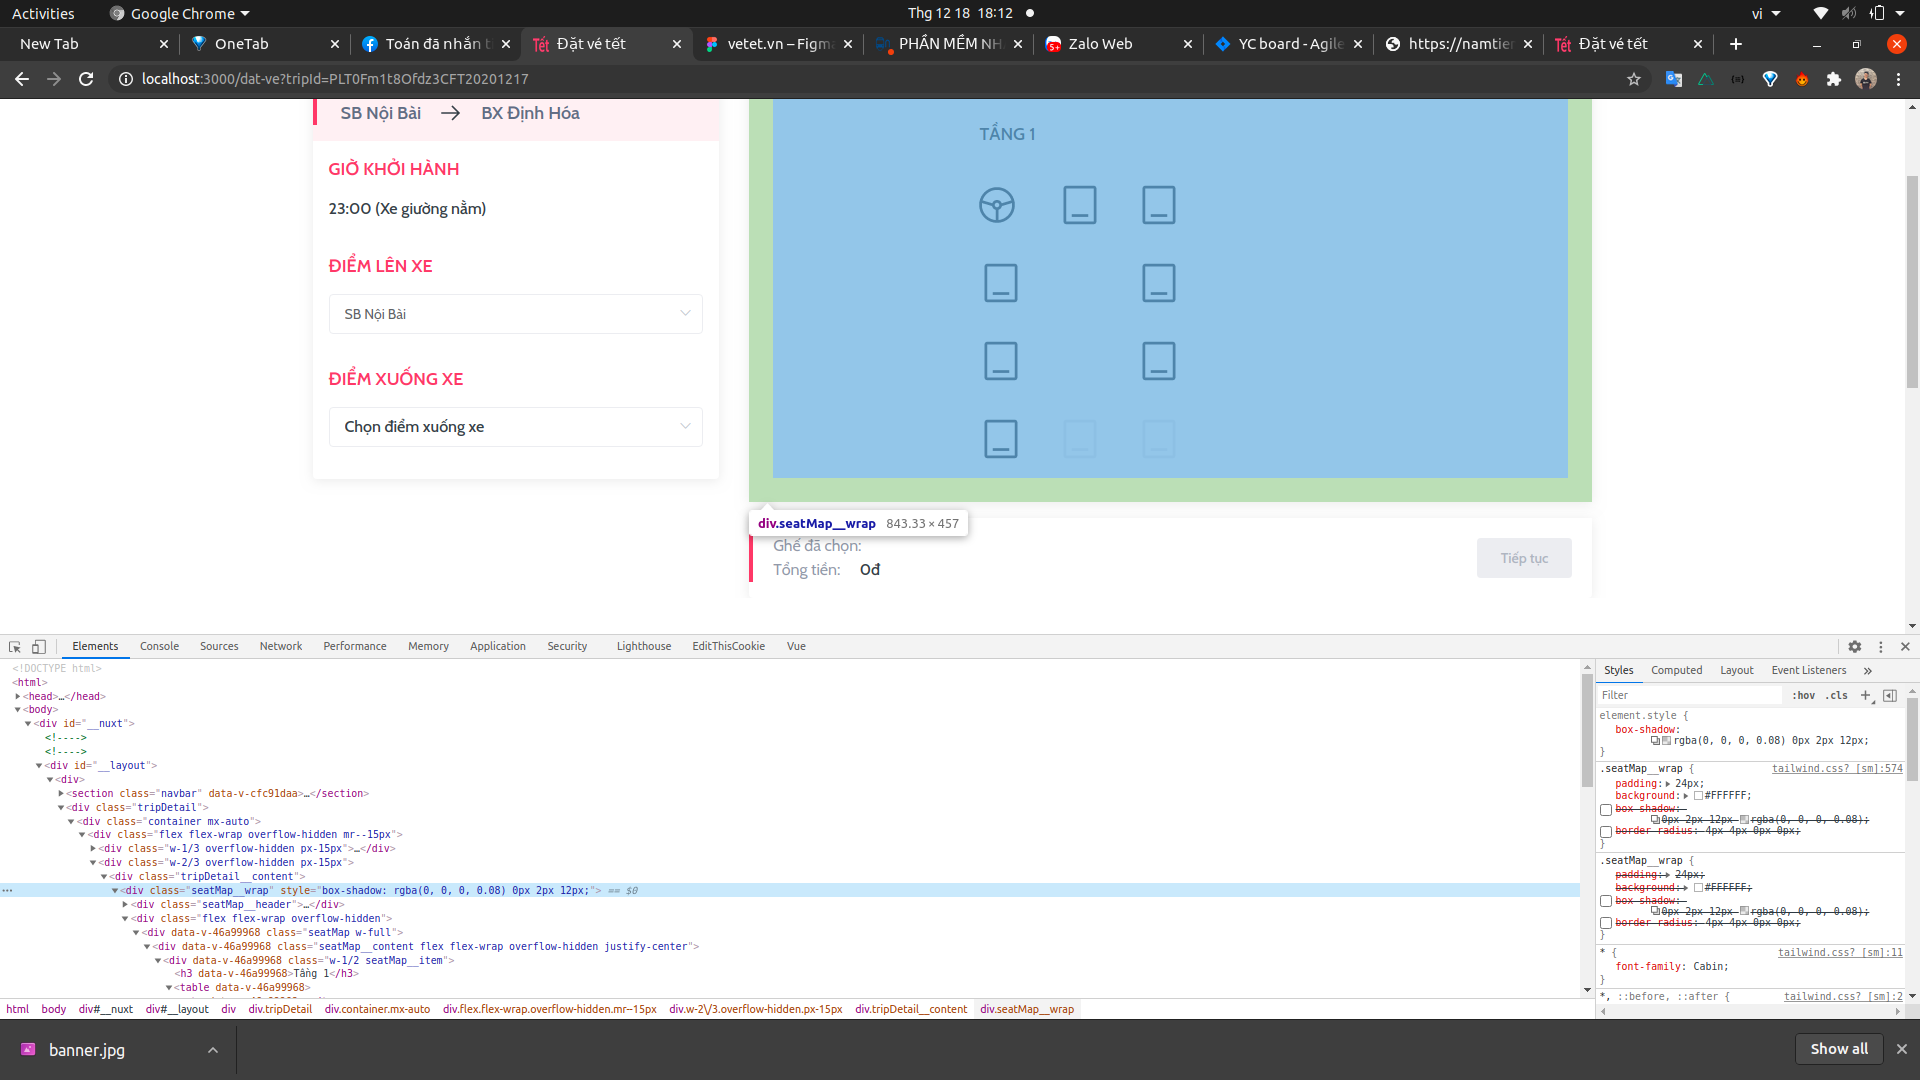 Activities
Google Chrome
Thg 12 18 18:12
vi
New Tab
OneTab
Toán đã nhắn t
Đặt vé tết
vetet.vn – Figma
PHẦN MỀM NH
Zalo Web
YC board - Agile
https://namtien
Đặt vé tết
localhost:3000/dat-ve?tripId=PLT0Fm1t8Ofdz3CFT20201217
SB Nội Bài → BX Định Hóa
GIỜ KHỞI HÀNH
23:00 (Xe giường nằm)
ĐIỂM LÊN XE
SB Nội Bài
ĐIỂM XUỐNG XE
Chọn điểm xuống xe
TẦNG 1
div.seatMap__wrap 843.33 × 457
Ghế đã chọn:
Tổng tiền: 0đ
Tiếp tục
Elements Console Sources Network Performance Memory Application Security Lighthouse EditThisCookie Vue
<!DOCTYPE html>
<html>
<head>…</head>
<body>
<div id="__nuxt">
<!---->
<!---->
<div id="__layout">
<div>
<section class="navbar" data-v-cfc91daa>…</section>
<div class="tripDetail">
<div class="container mx-auto">
<div class="flex flex-wrap overflow-hidden mr--15px">
<div class="w-1/3 overflow-hidden px-15px">…</div>
<div class="w-2/3 overflow-hidden px-15px">
<div class="tripDetail__content">
<div class="seatMap__wrap" style="box-shadow: rgba(0, 0, 0, 0.08) 0px 2px 12px;"> == $0
<div class="seatMap__header">…</div>
<div class="flex flex-wrap overflow-hidden">
<div data-v-46a99968 class="seatMap w-full">
<div data-v-46a99968 class="seatMap__content flex flex-wrap overflow-hidden justify-center">
<div data-v-46a99968 class="w-1/2 seatMap__item">
<h3 data-v-46a99968>Tầng 1</h3>
<table data-v-46a99968>
html body div#__nuxt div#__layout div div.tripDetail div.container.mx-auto div.flex.flex-wrap.overflow-hidden.mr--15px div.w-2\/3.overflow-hidden.px-15px div.tripDetail__content div.seatMap__wrap
Styles Computed Layout Event Listeners »
Filter :hov .cls
element.style {
box-shadow:
rgba(0, 0, 0, 0.08) 0px 2px 12px;
}
.seatMap__wrap { tailwind.css? [sm]:574
padding: 24px;
background: #FFFFFF;
box-shadow:
0px 2px 12px rgba(0, 0, 0, 0.08);
border-radius: 4px 4px 0px 0px;
}
.seatMap__wrap {
padding: 24px;
background: #FFFFFF;
box-shadow:
0px 2px 12px rgba(0, 0, 0, 0.08);
border-radius: 4px 4px 0px 0px;
}
* { tailwind.css? [sm]:11
font-family: Cabin;
}
*, ::before, ::after { tailwind.css? [sm]:2
banner.jpg
Show all